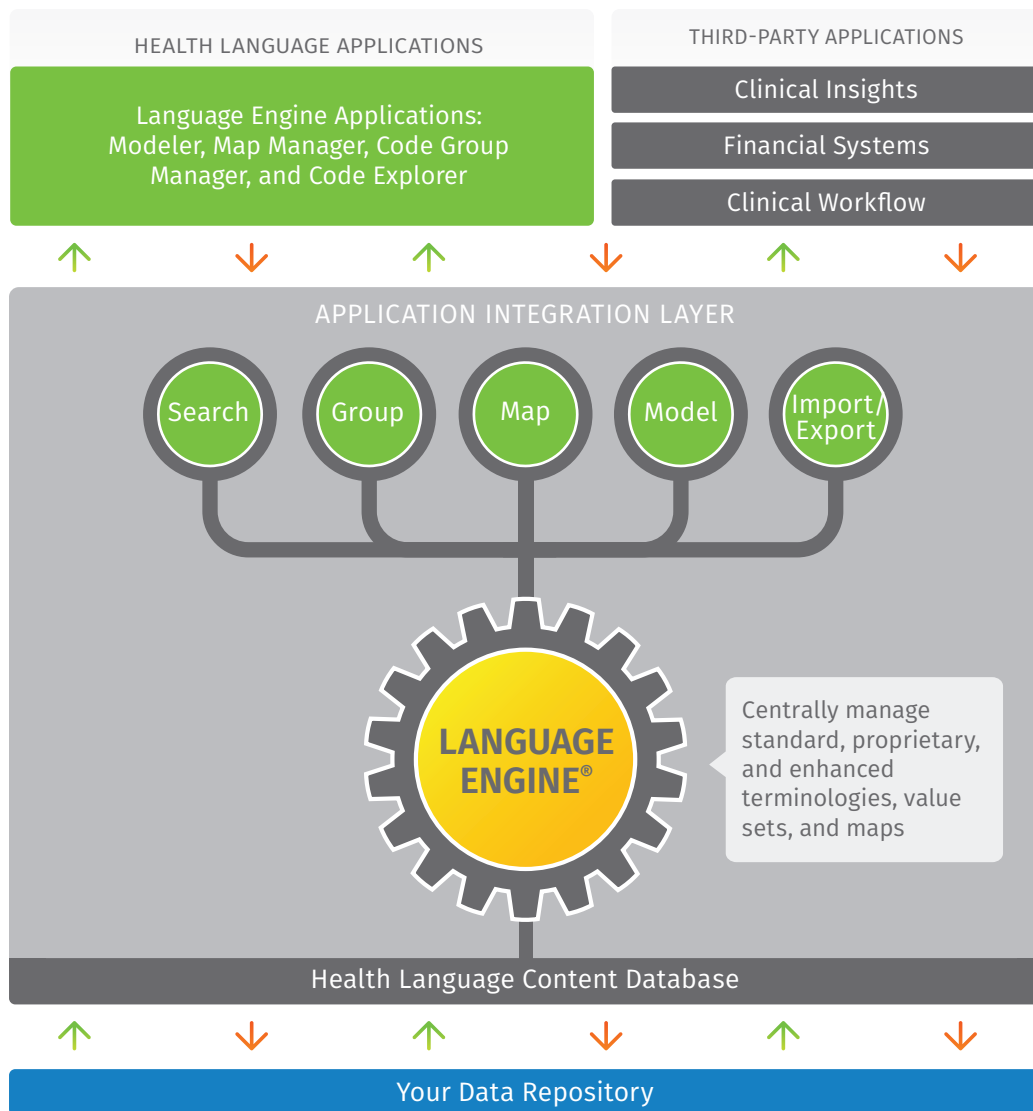 HEALTH LANGUAGE APPLICATIONS
Language Engine Applications:
Modeler, Map Manager, Code Group
Manager, and Code Explorer
THIRD-PARTY APPLICATIONS
Clinical Insights
Financial Systems
Clinical Workflow
APPLICATION INTEGRATION LAYER
Search
Group
Map
Model
Import/
Export
LANGUAGE
ENGINE®
Centrally manage
standard, proprietary,
and enhanced
terminologies, value
sets, and maps
Health Language Content Database
Your Data Repository